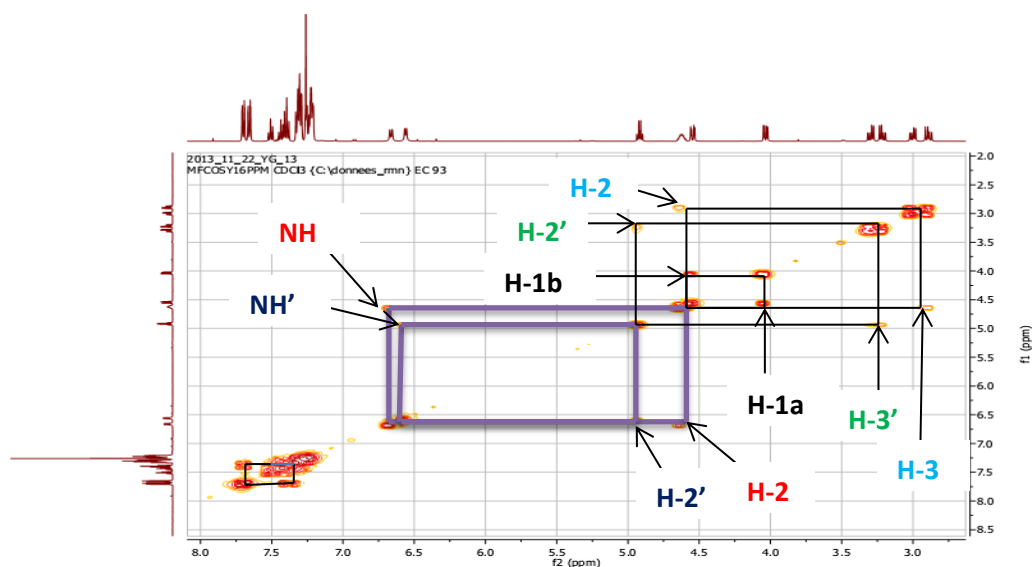 2013_11_22_YG_13
MFCOSY16PPM CDCl3 {C:\donnees_rmn} EC 93
H-2
NH
H-2’
H-1b
NH’
H-1a
H-3’
H-3
H-2’
H-2
2.0
2.5
3.0
3.5
4.0
4.5
5.0
5.5
6.0
6.5
7.0
7.5
8.0
8.5
f1 (ppm)
8.0 7.5 7.0 6.5 6.0 5.5 5.0 4.5 4.0 3.5 3.0
f2 (ppm)